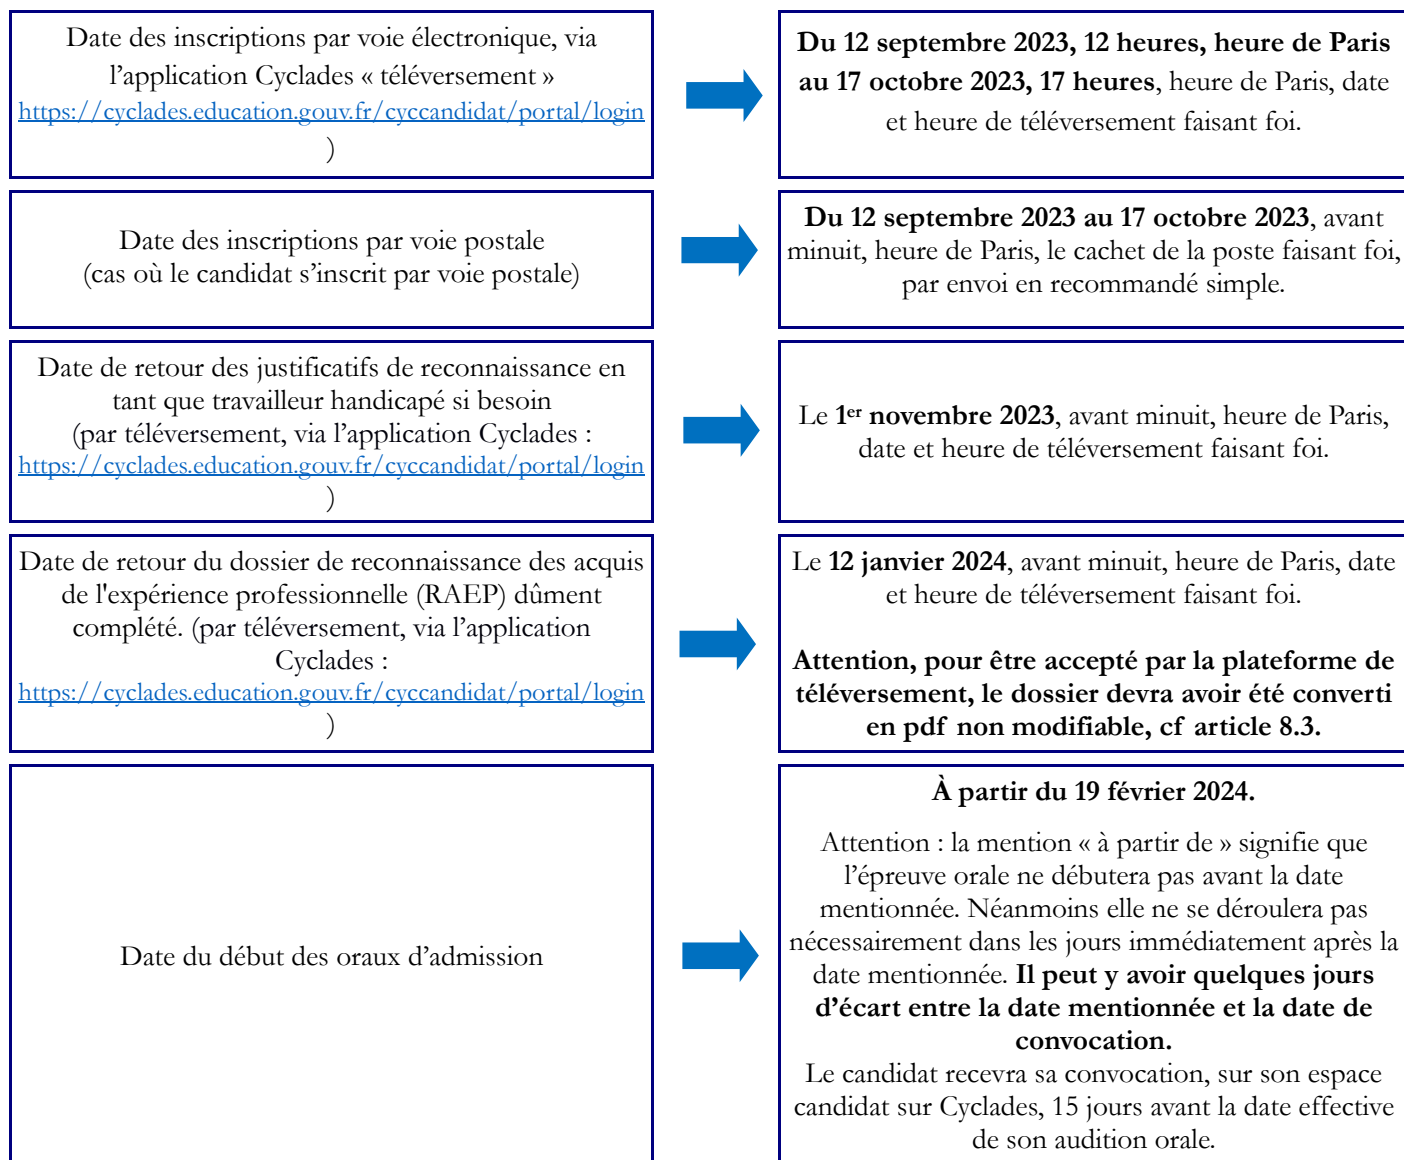 Date des inscriptions par voie électronique, via
l’application Cyclades « téléversement »
https://cyclades.education.gouv.fr/cyccandidat/portal/login
)
Du 12 septembre 2023, 12 heures, heure de Paris
au 17 octobre 2023, 17 heures, heure de Paris, date
et heure de téléversement faisant foi.
Date des inscriptions par voie postale
(cas où le candidat s’inscrit par voie postale)
Du 12 septembre 2023 au 17 octobre 2023, avant
minuit, heure de Paris, le cachet de la poste faisant foi,
par envoi en recommandé simple.
Date de retour des justificatifs de reconnaissance en
tant que travailleur handicapé si besoin
(par téléversement, via l’application Cyclades :
https://cyclades.education.gouv.fr/cyccandidat/portal/login
)
Le 1er novembre 2023, avant minuit, heure de Paris,
date et heure de téléversement faisant foi.
Date de retour du dossier de reconnaissance des acquis
de l'expérience professionnelle (RAEP) dûment
complété. (par téléversement, via l’application
Cyclades :
https://cyclades.education.gouv.fr/cyccandidat/portal/login
)
Le 12 janvier 2024, avant minuit, heure de Paris, date
et heure de téléversement faisant foi.
Attention, pour être accepté par la plateforme de
téléversement, le dossier devra avoir été converti
en pdf non modifiable, cf article 8.3.
Date du début des oraux d’admission
À partir du 19 février 2024.
Attention : la mention « à partir de » signifie que
l’épreuve orale ne débutera pas avant la date
mentionnée. Néanmoins elle ne se déroulera pas
nécessairement dans les jours immédiatement après la
date mentionnée. Il peut y avoir quelques jours
d’écart entre la date mentionnée et la date de
convocation.
Le candidat recevra sa convocation, sur son espace
candidat sur Cyclades, 15 jours avant la date effective
de son audition orale.